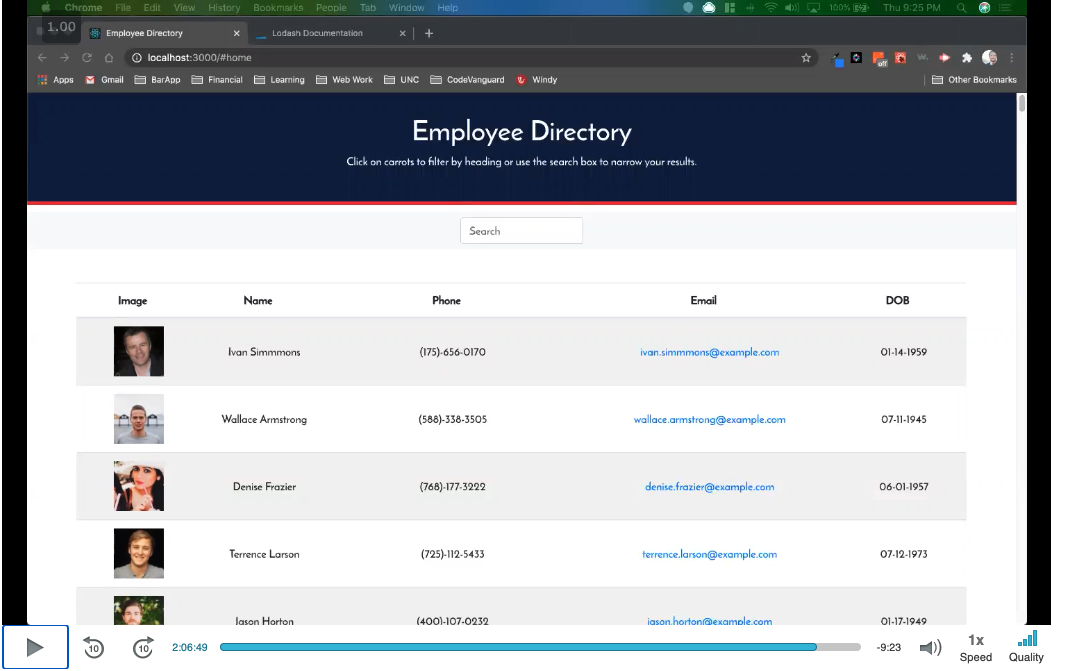 Chrome File Edit View History Bookmarks People Tab Window Help 100% Thu 9:25 PM
1.00 Employee Directory Lodash Documentation
localhost:3000/#home off
Apps Gmail BarApp Financial Learning Web Work UNC CodeVanguard Windy Other Bookmarks
Employee Directory
Click on carrots to filter by heading or use the search box to narrow your results.
Search
Image Name Phone Email DOB
Ivan Simmmons (175)-656-0170 ivan.simmmons@example.com 01-14-1959
Wallace Armstrong (588)-338-3505 wallace.armstrong@example.com 07-11-1945
Denise Frazier (768)-177-3222 denise.frazier@example.com 06-01-1957
Terrence Larson (725)-112-5433 terrence.larson@example.com 07-12-1973
Jason Horton (400)-107-0232 jason.horton@example.com 01-17-1949
10 10 2:06:49 -9:23 1x
Speed Quality